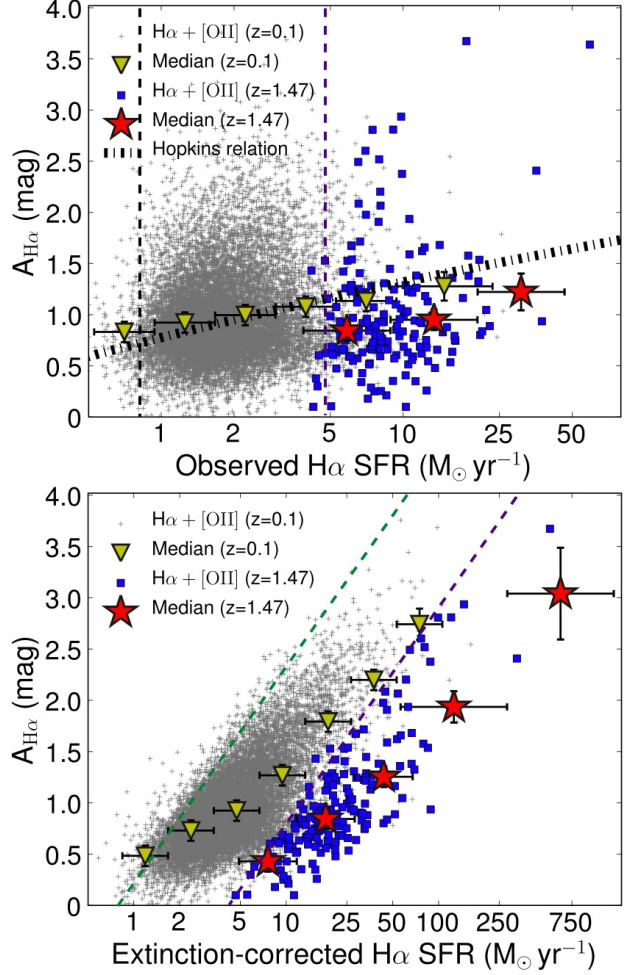 4.0
3.5
3.0
2.5
2.0
1.5
1.0
0.5
0
A_Hα (mag)
Hα + [OII] (z=0.1)
Median (z=0.1)
Hα + [OII] (z=1.47)
Median (z=1.47)
Hopkins relation
1 2 5 10 25 50
Observed Hα SFR (M⊙ yr⁻¹)
4.0
3.5
3.0
2.5
2.0
1.5
1.0
0.5
0
A_Hα (mag)
Hα + [OII] (z=0.1)
Median (z=0.1)
Hα + [OII] (z=1.47)
Median (z=1.47)
1 2 5 10 25 50 100 250 750
Extinction-corrected Hα SFR (M⊙ yr⁻¹)